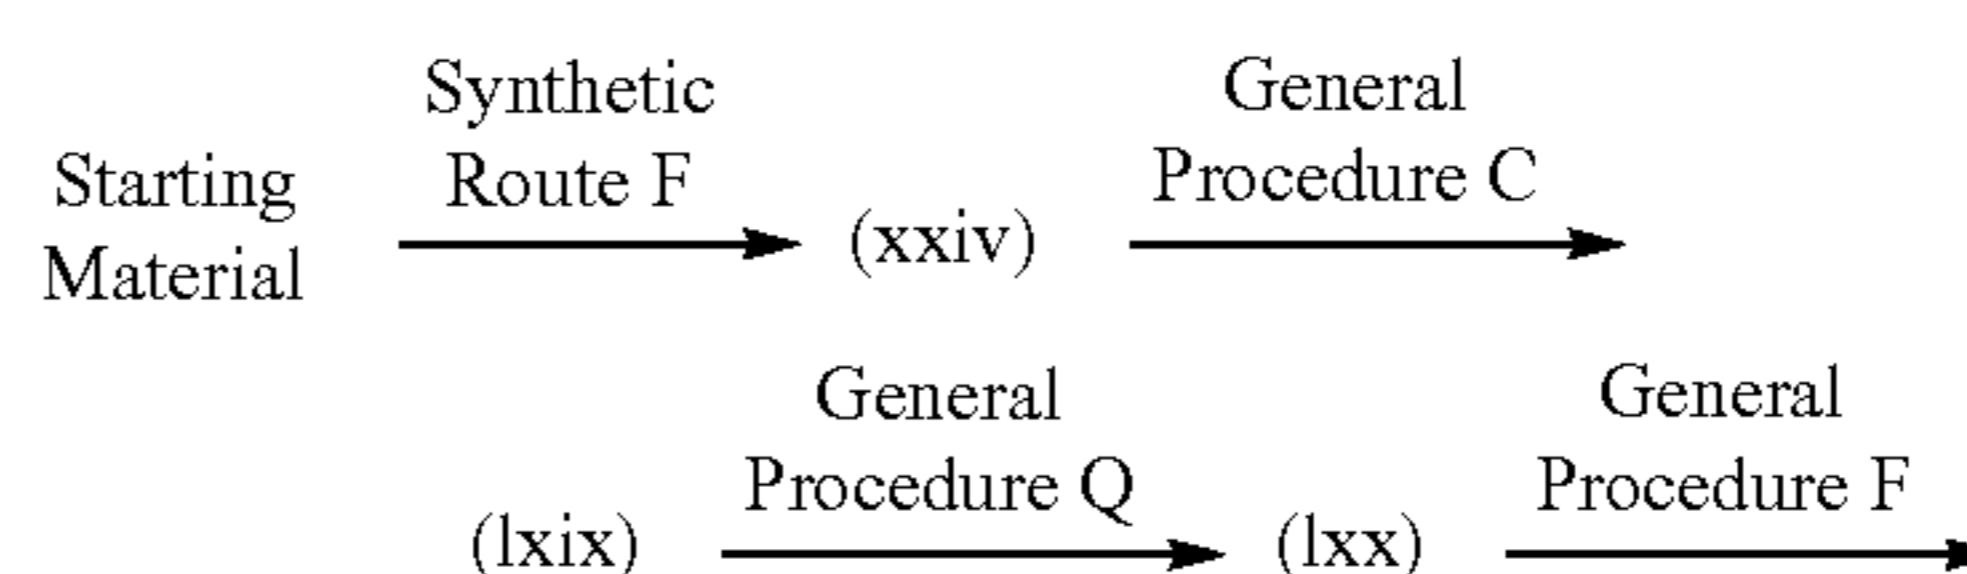 Starting
Material
Synthetic
Route F
(xxiv)
General
Procedure C
(lxix)
General
Procedure Q
(lxx)
General
Procedure F